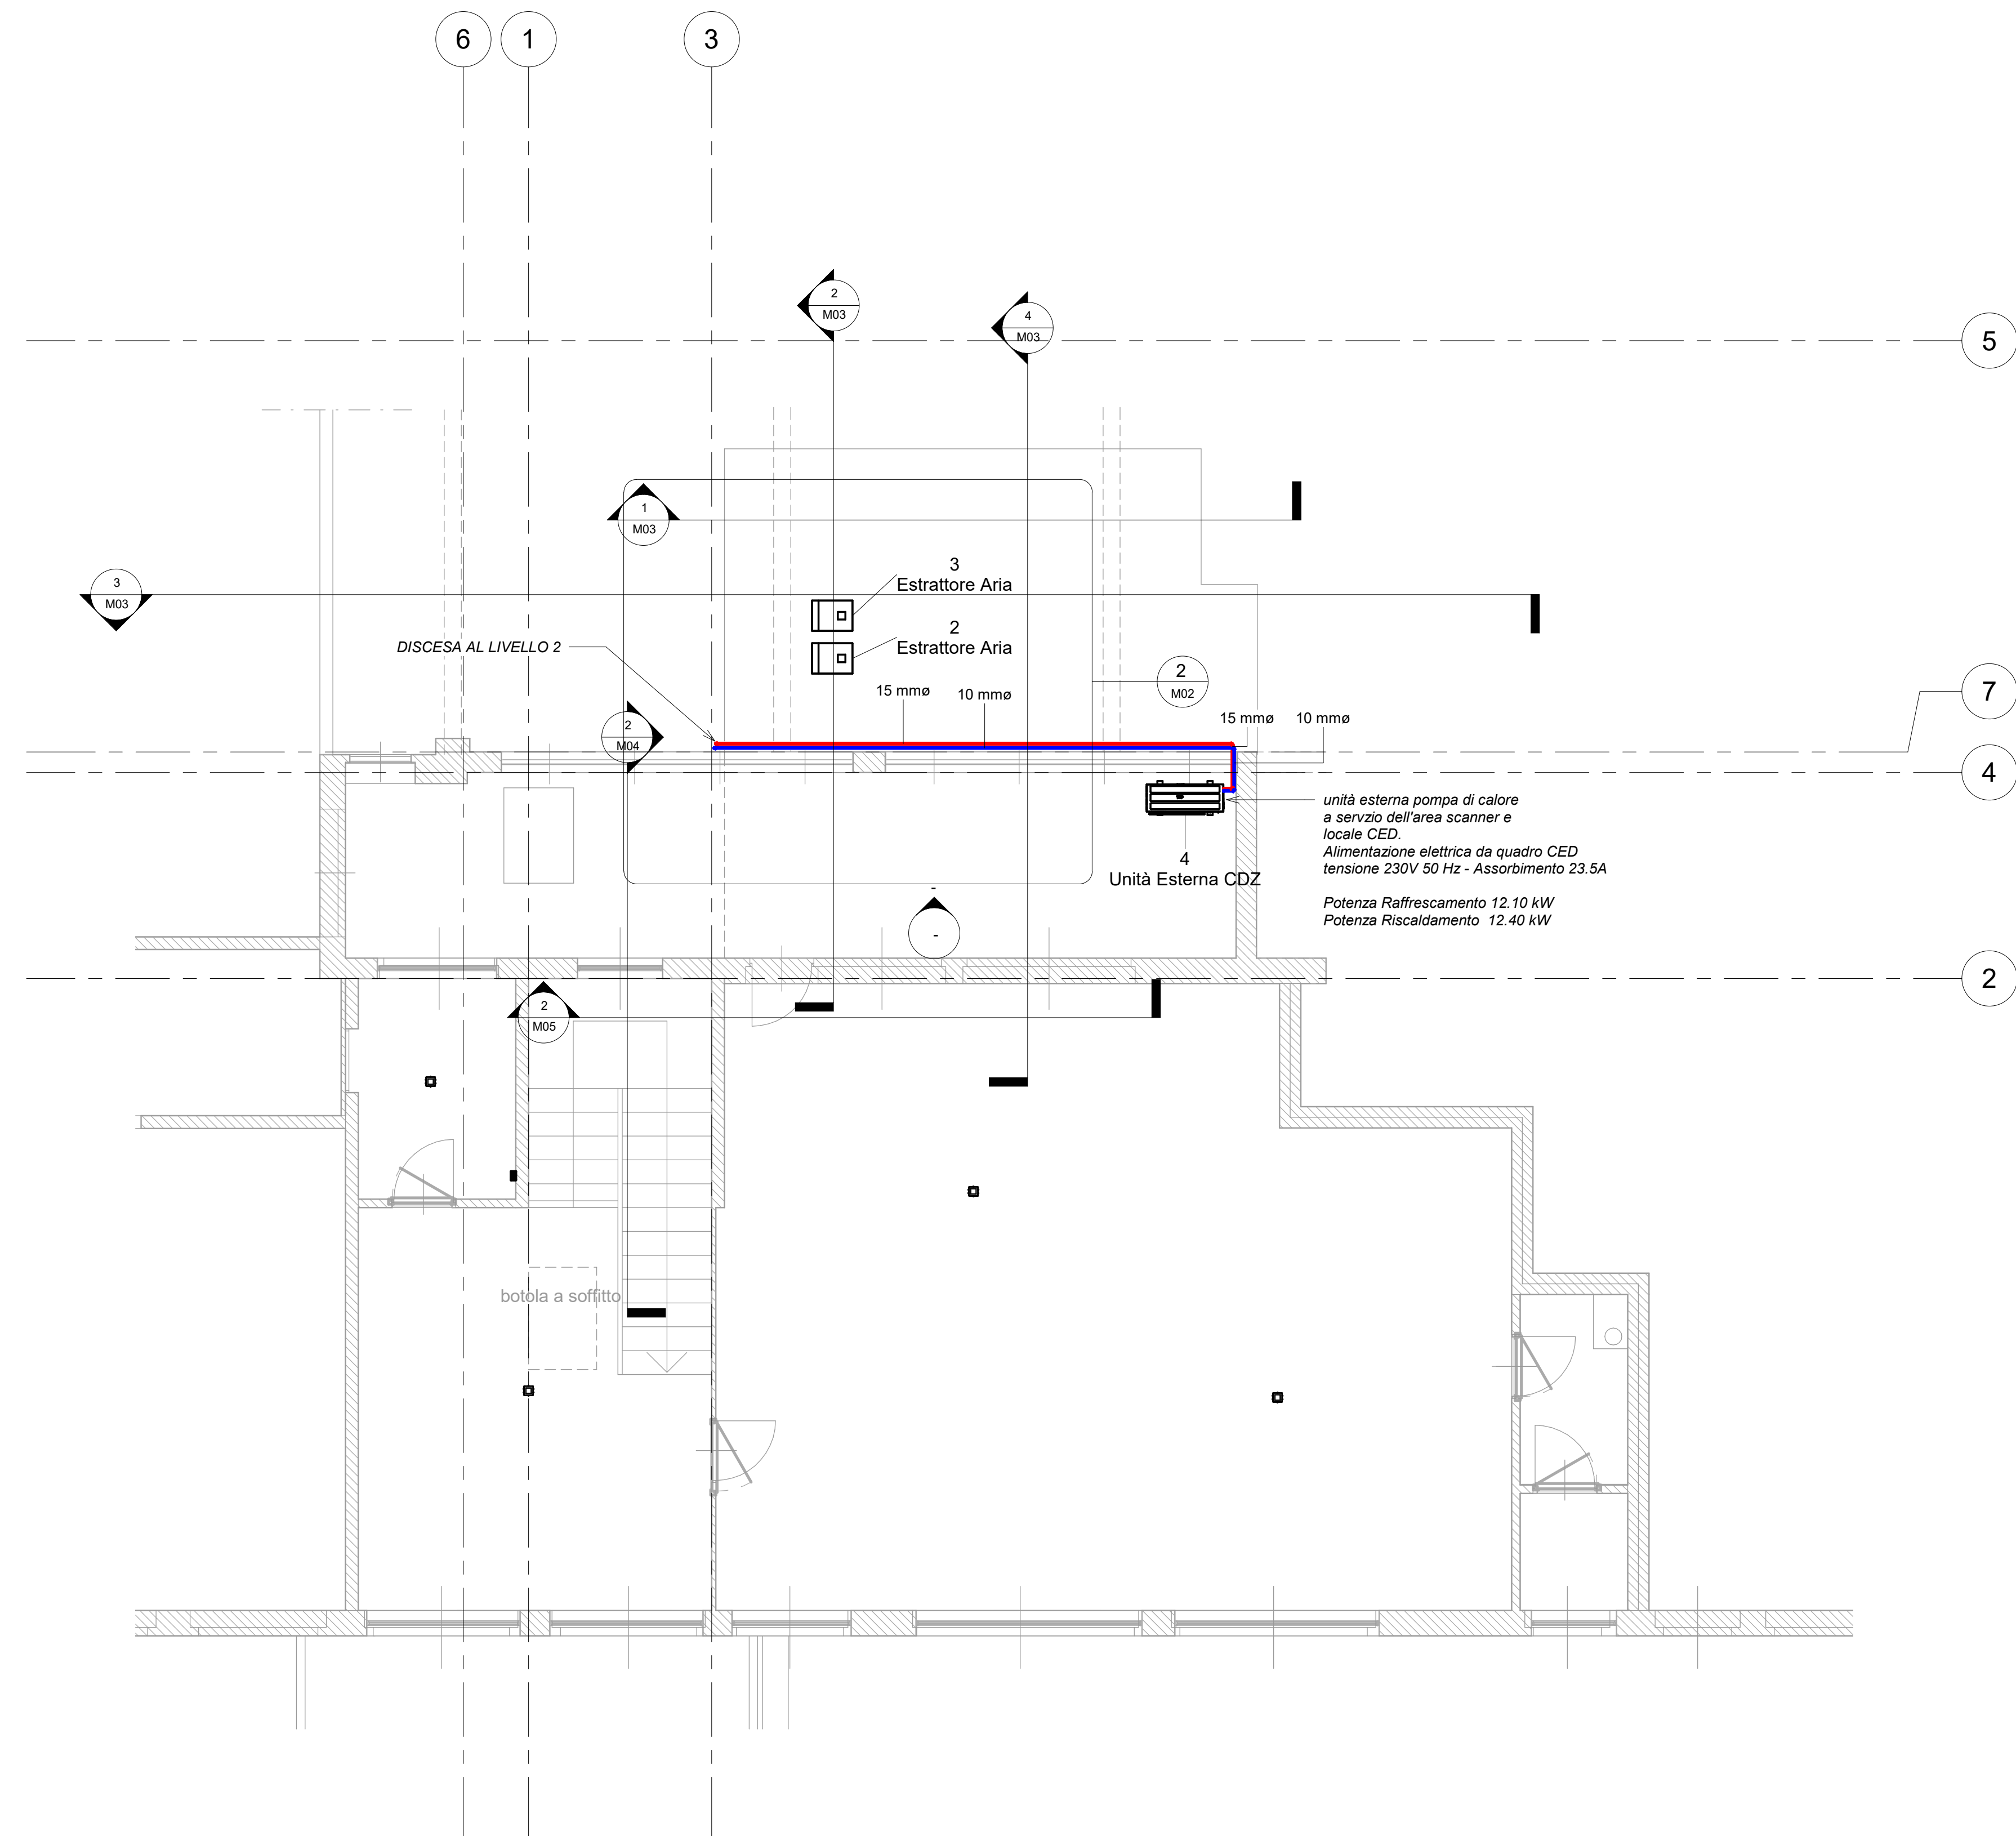 6
1
3
2
M03
4
M03
5
1
M03
3
Estrattore Aria
3
M03
2
Estrattore Aria
DISCESA AL LIVELLO 2
2
M02
7
15 mmø
10 mmø
15 mmø
10 mmø
2
M04
4
unità esterna pompa di calore
a servzio dell'area scanner e
locale CED.
Alimentazione elettrica da quadro CED
tensione 230V 50 Hz - Assorbimento 23.5A
Potenza Raffrescamento 12.10 kW
Potenza Riscaldamento 12.40 kW
4
Unità Esterna CDZ
-
-
2
2
M05
botola a soffitto